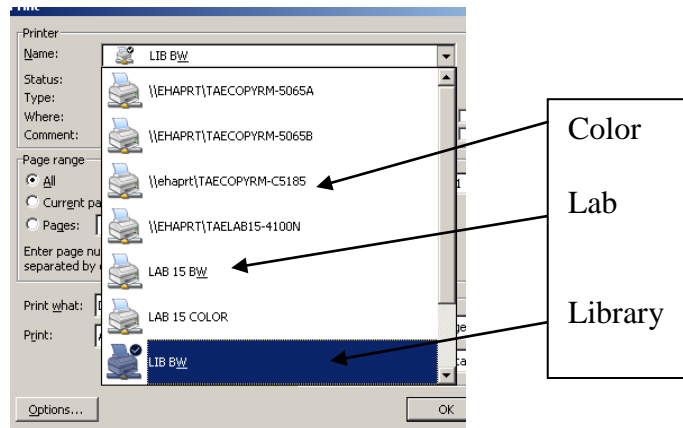 Print
Printer
Name:
LIB BW
Status:
Type:
Where:
Comment:
\\EHAPRT\TAECOPYRM-5065A
\\EHAPRT\TAECOPYRM-5065B
\\ehaprt\TAECOPYRM-C5185
\\EHAPRT\TAELAB15-4100N
LAB 15 BW
LAB 15 COLOR
LIB BW
Page range
All
Current pa
Pages:
Enter page nu
separated by
1
Print what:
Print:
Options...
OK
Color
Lab
Library